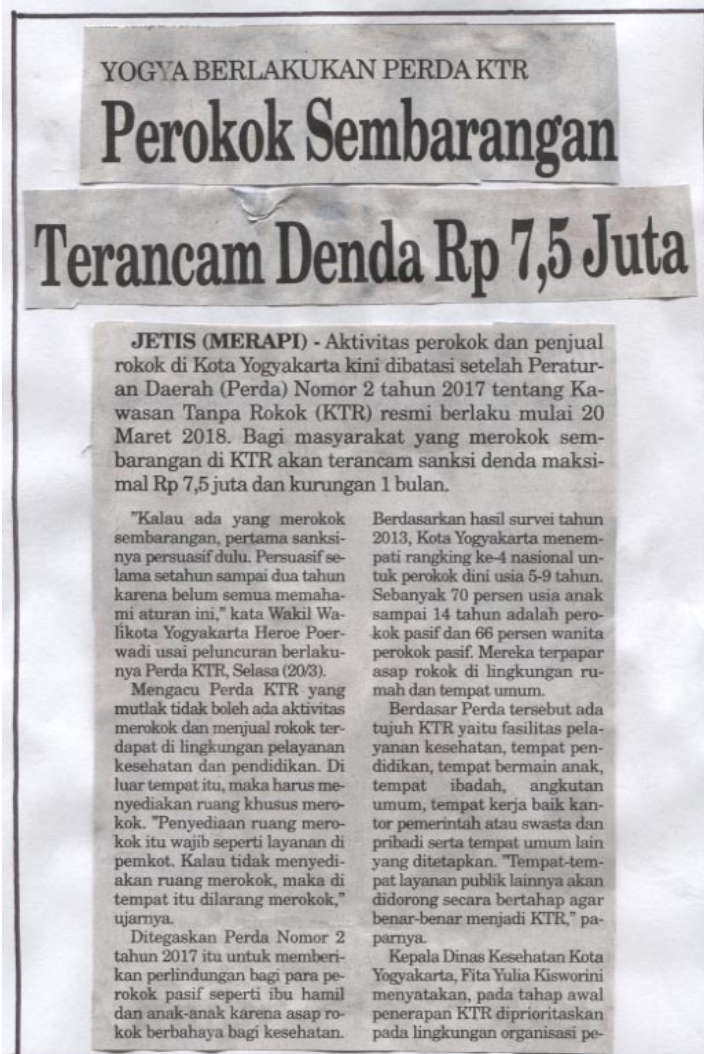 YOGYA BERLAKUKAN PERDA KTR
Perokok Sembarangan
Terancam Denda Rp 7,5 Juta
JETIS (MERAPI) - Aktivitas perokok dan penjual
rokok di Kota Yogyakarta kini dibatasi setelah Peratur-
an Daerah (Perda) Nomor 2 tahun 2017 tentang Ka-
wasan Tanpa Rokok (KTR) resmi berlaku mulai 20
Maret 2018. Bagi masyarakat yang merokok sem-
barangan di KTR akan terancam sanksi denda maksi-
mal Rp 7,5 juta dan kurungan 1 bulan.
"Kalau ada yang merokok
sembarangan, pertama sanksi-
nya persuasif dulu. Persuasif se-
lama setahun sampai dua tahun
karena belum semua memaha-
mi aturan ini," kata Wakil Wa-
likota Yogyakarta Heroe Poer-
wadi usai peluncuran berlaku-
nya Perda KTR, Selasa (20/3).
Mengacu Perda KTR yang
mutlak tidak boleh ada aktivitas
merokok dan menjual rokok ter-
dapat di lingkungan pelayanan
kesehatan dan pendidikan. Di
luar tempat itu, maka harus me-
nyediakan ruang khusus mero-
kok. "Penyediaan ruang mero-
kok itu wajib seperti layanan di
pemkot. Kalau tidak menyedi-
akan ruang merokok, maka di
tempat itu dilarang merokok,"
ujarnya.
Ditegaskan Perda Nomor 2
tahun 2017 itu untuk memberi-
kan perlindungan bagi para pe-
rokok pasif seperti ibu hamil
dan anak-anak karena asap ro-
kok berbahaya bagi kesehatan.
Berdasarkan hasil survei tahun
2013, Kota Yogyakarta menem-
pati rangking ke-4 nasional un-
tuk perokok dini usia 5-9 tahun.
Sebanyak 70 persen usia anak
sampai 14 tahun adalah pero-
kok pasif dan 66 persen wanita
perokok pasif. Mereka terpapar
asap rokok di lingkungan ru-
mah dan tempat umum.
Berdasar Perda tersebut ada
tujuh KTR yaitu fasilitas pela-
yanan kesehatan, tempat pen-
didikan, tempat bermain anak,
tempat ibadah, angkutan
umum, tempat kerja baik kan-
tor pemerintah atau swasta dan
pribadi serta tempat umum lain
yang ditetapkan. "Tempat-tem-
pat layanan publik lainnya akan
didorong secara bertahap agar
benar-benar menjadi KTR," pa-
parnya.
Kepala Dinas Kesehatan Kota
Yogyakarta, Fita Yulia Kisworini
menyatakan, pada tahap awal
penerapan KTR diprioritaskan
pada lingkungan organisasi pe-